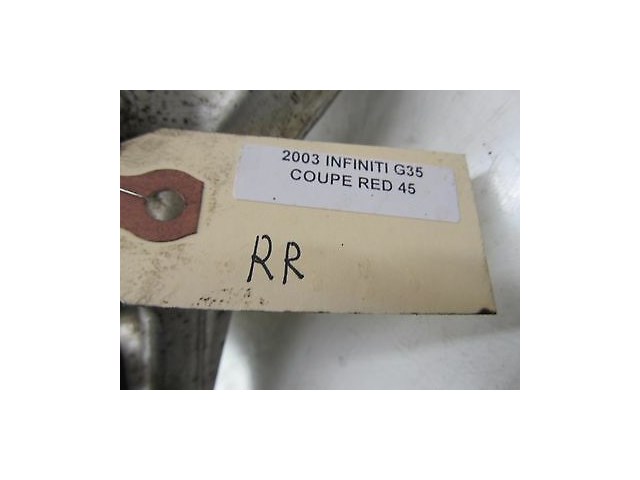 2003 INFINITI G35
COUPE RED 45
RR